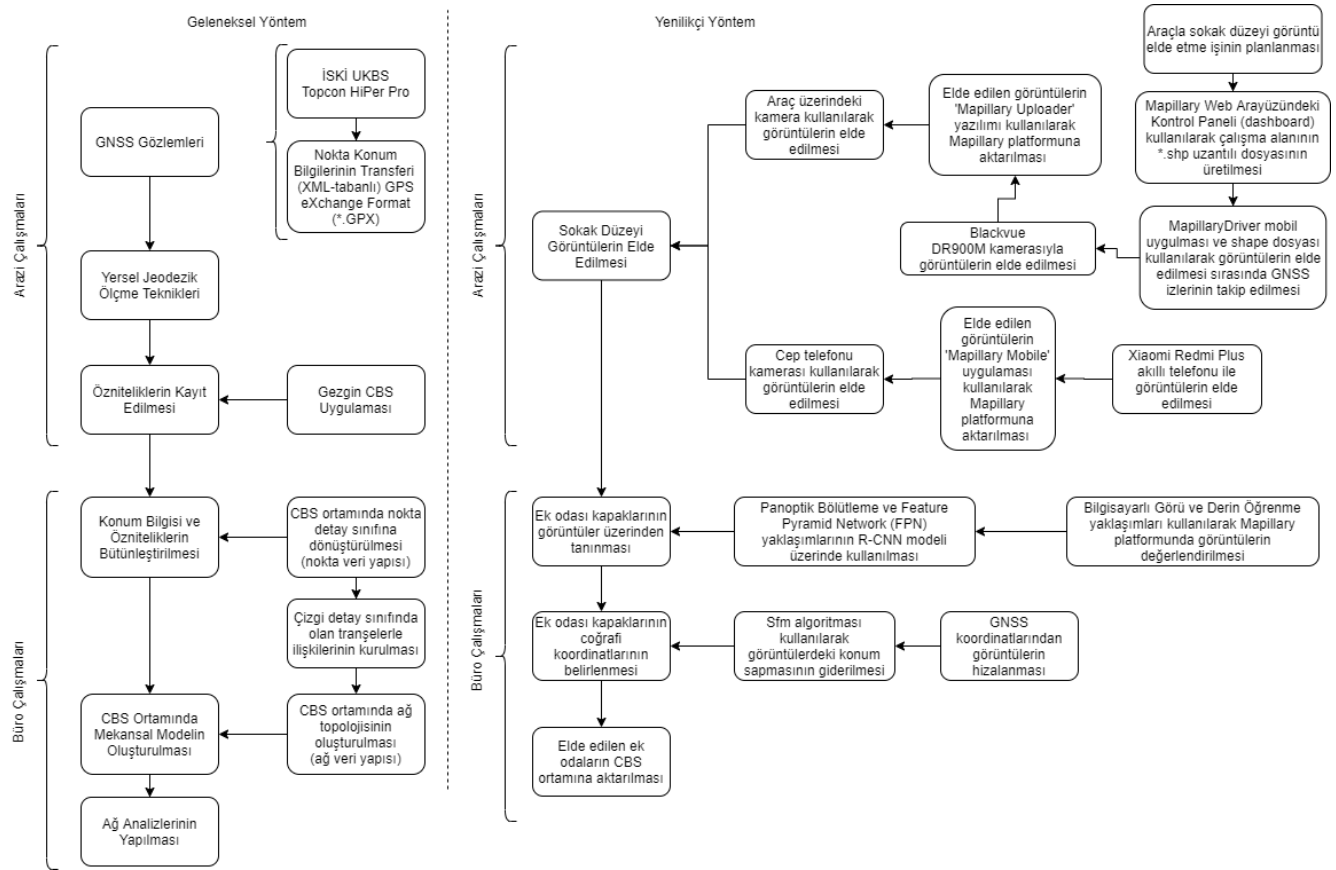 Geleneksel Yöntem
Arazi Çalışmaları
GNSS Gözlemleri
İSKİ UKBS
Topcon HiPer Pro
Nokta Konum
Bilgilerinin Transferi
(XML-tabanlı) GPS
eXchange Format
(*.GPX)
Yersel Jeodezik
Ölçme Teknikleri
Özniteliklerin Kayıt
Edilmesi
Gezgin CBS
Uygulaması
Büro Çalışmaları
Konum Bilgisi ve
Özniteliklerin
Bütünleştirilmesi
CBS ortamında nokta
detay sınıfına
dönüştürülmesi
(nokta veri yapısı)
Çizgi detay sınıfında
olan tranşelerle
ilişkilerinin kurulması
CBS Ortamında
Mekansal Modelin
Oluşturulması
CBS ortamında ağ
topolojisinin
oluşturulması
(ağ veri yapısı)
Ağ Analizlerinin
Yapılması
Yenilikçi Yöntem
Arazi Çalışmaları
Sokak Düzeyi
Görüntülerin Elde
Edilmesi
Araç üzerindeki
kamera kullanılarak
görüntülerin elde
edilmesi
Elde edilen görüntülerin
'Mapillary Uploader'
yazılımı kullanılarak
Mapillary platformuna
aktarılması
Araçla sokak düzeyi görüntü
elde etme işinin planlanması
Mapillary Web Arayüzündeki
Kontrol Paneli (dashboard)
kullanılarak çalışma alanının
*.shp uzantılı dosyasının
üretilmesi
Blackvue
DR900M kamerasıyla
görüntülerin elde edilmesi
MapillaryDriver mobil
uygulması ve shape dosyası
kullanılarak görüntülerin elde
edilmesi sırasında GNSS
izlerinin takip edilmesi
Cep telefonu
kamerası kullanılarak
görüntülerin elde
edilmesi
Elde edilen
görüntülerin
'Mapillary Mobile'
uygulaması
kullanılarak
Mapillary
platformuna
aktarılması
Xiaomi Redmi Plus
akıllı telefonu ile
görüntülerin elde
edilmesi
Büro Çalışmaları
Ek odası kapaklarının
görüntüler üzerinden
tanınması
Panoptik Bölütleme ve Feature
Pyramid Network (FPN)
yaklaşımlarının R-CNN modeli
üzerinde kullanılması
Bilgisayarlı Görü ve Derin Öğrenme
yaklaşımları kullanılarak Mapillary
platformunda görüntülerin
değerlendirilmesi
Ek odası kapaklarının
coğrafi
koordinatlarının
belirlenmesi
Sfm algoritması
kullanılarak
görüntülerdeki konum
sapmasının giderilmesi
GNSS
koordinatlarından
görüntülerin
hizalanması
Elde edilen ek
odaların CBS
ortamına aktarılması